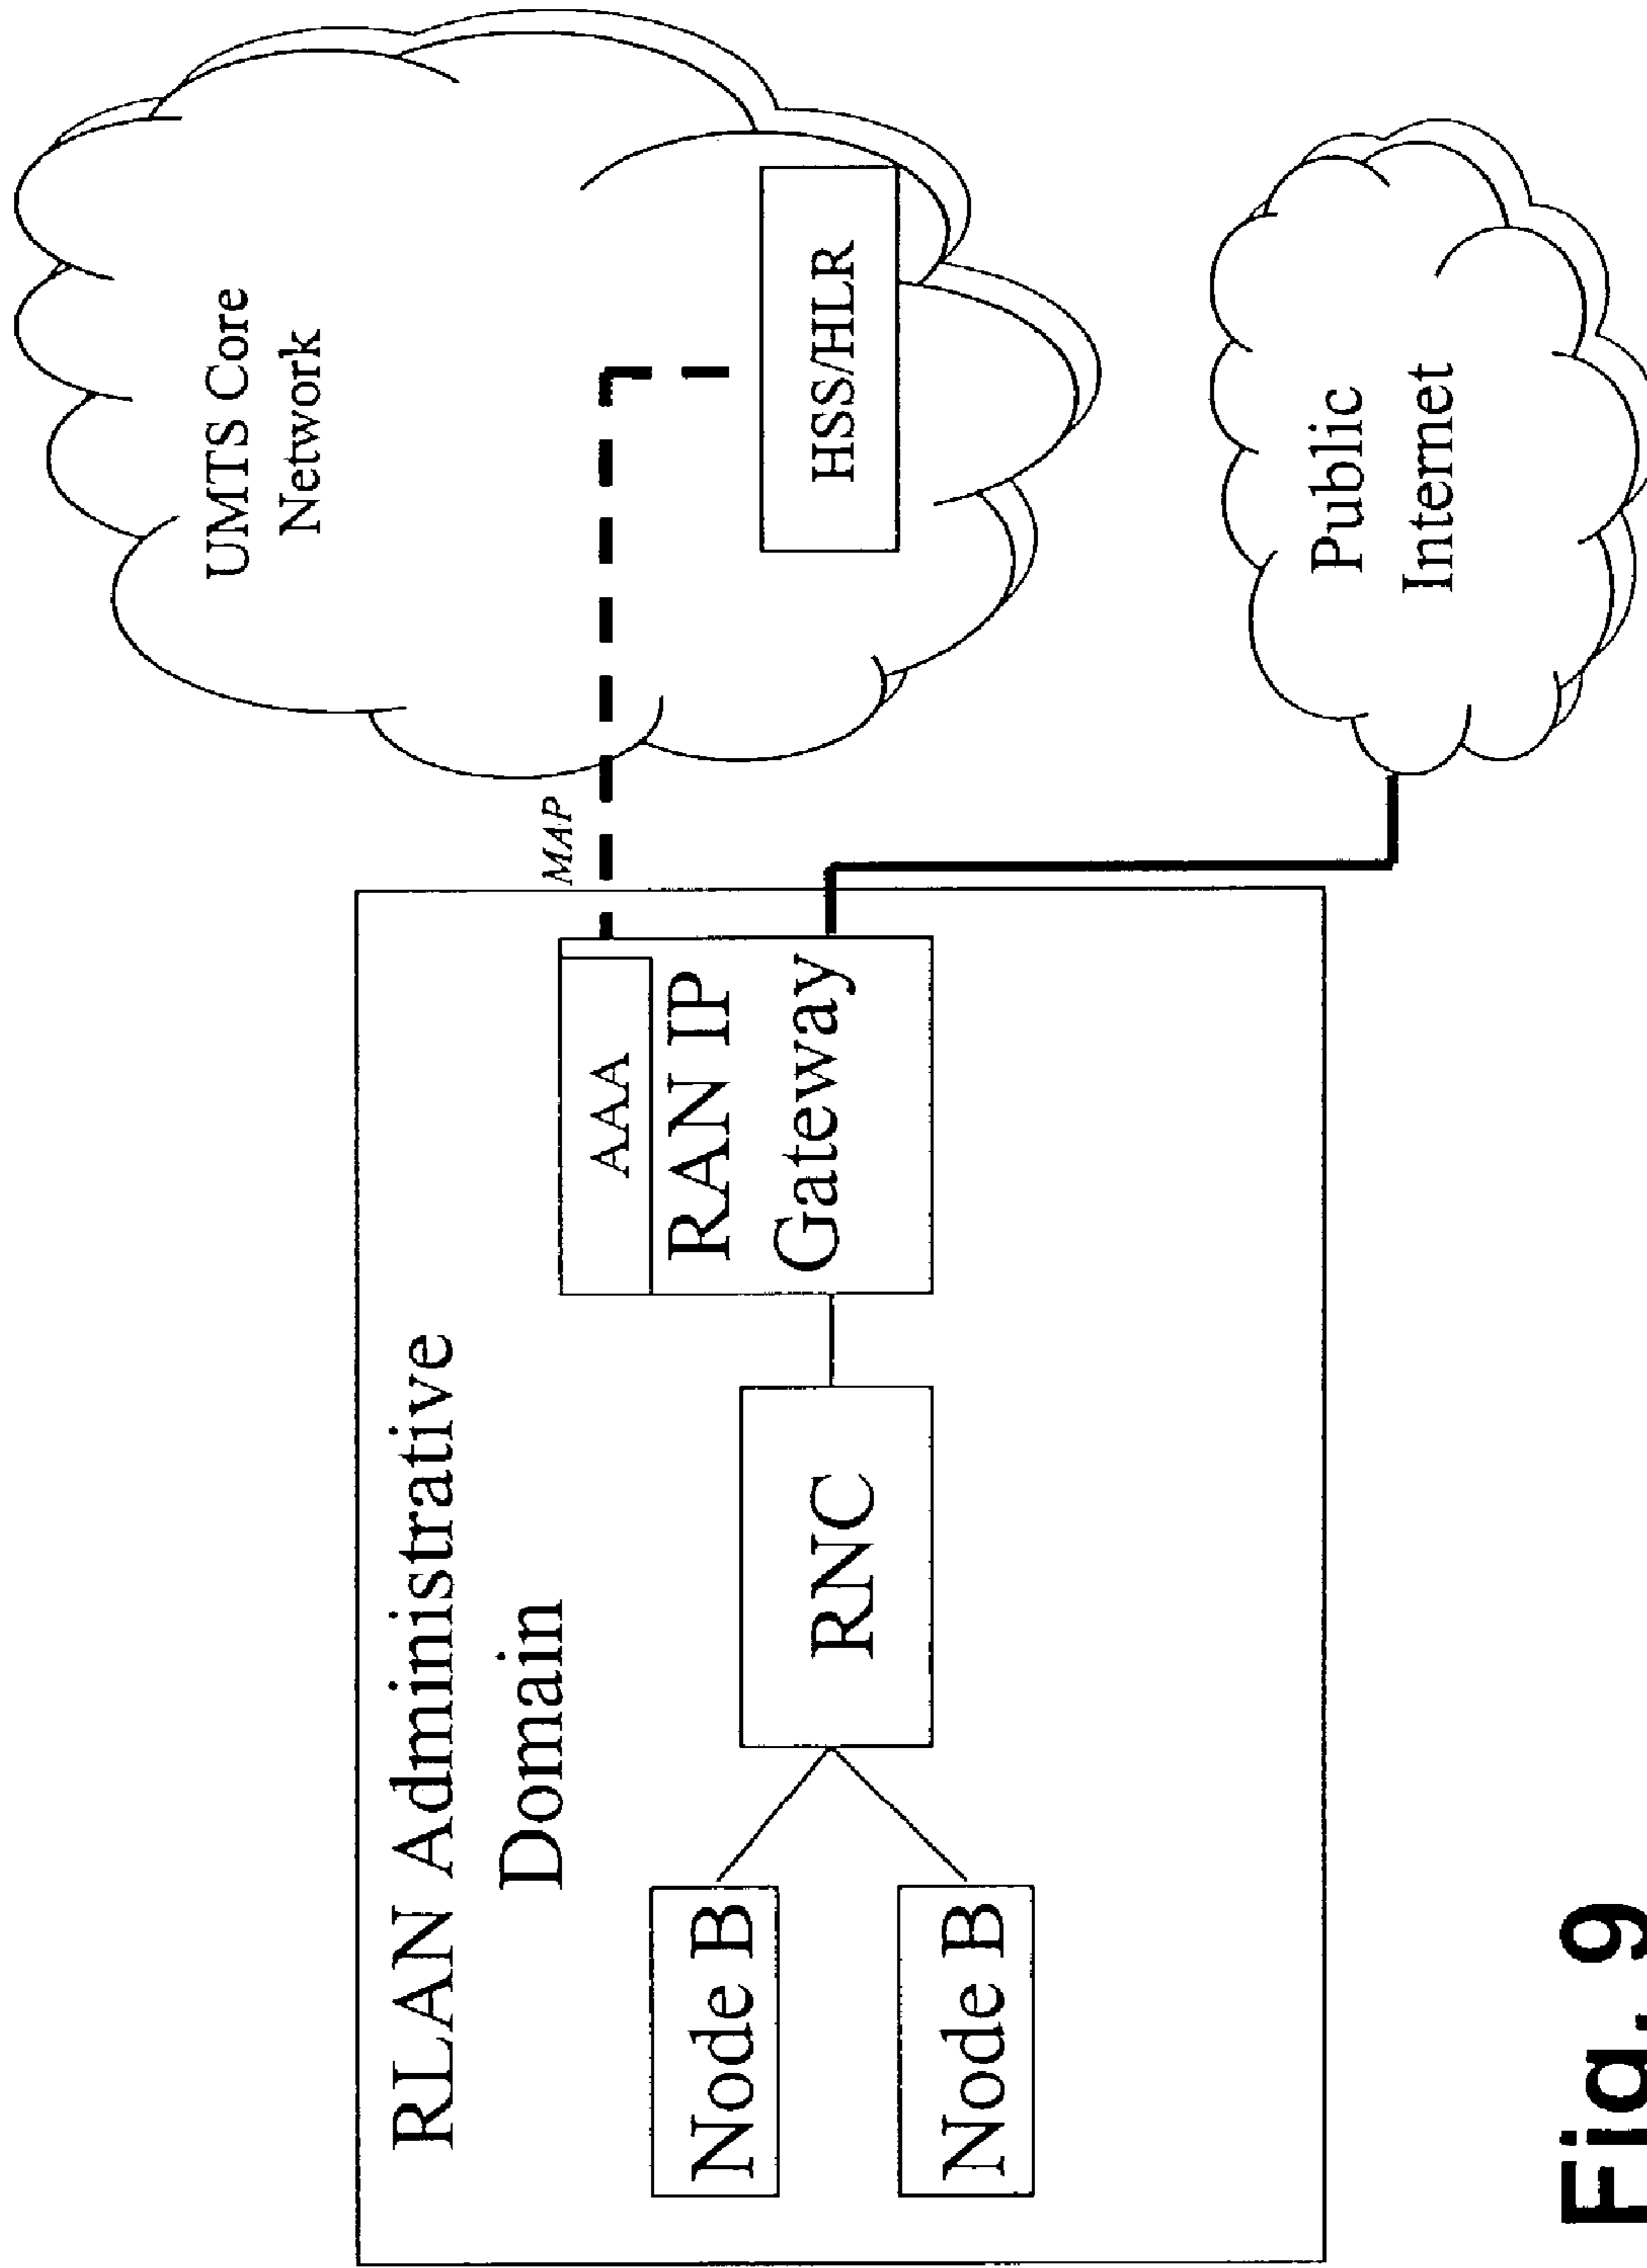 RLAN Administrative
Domain
Node B
Node B
RNC
AAA
RAN IP
Gateway
MAP
UMTS Core
Network
HSS/HLR
Public
Internet
Fig. 9